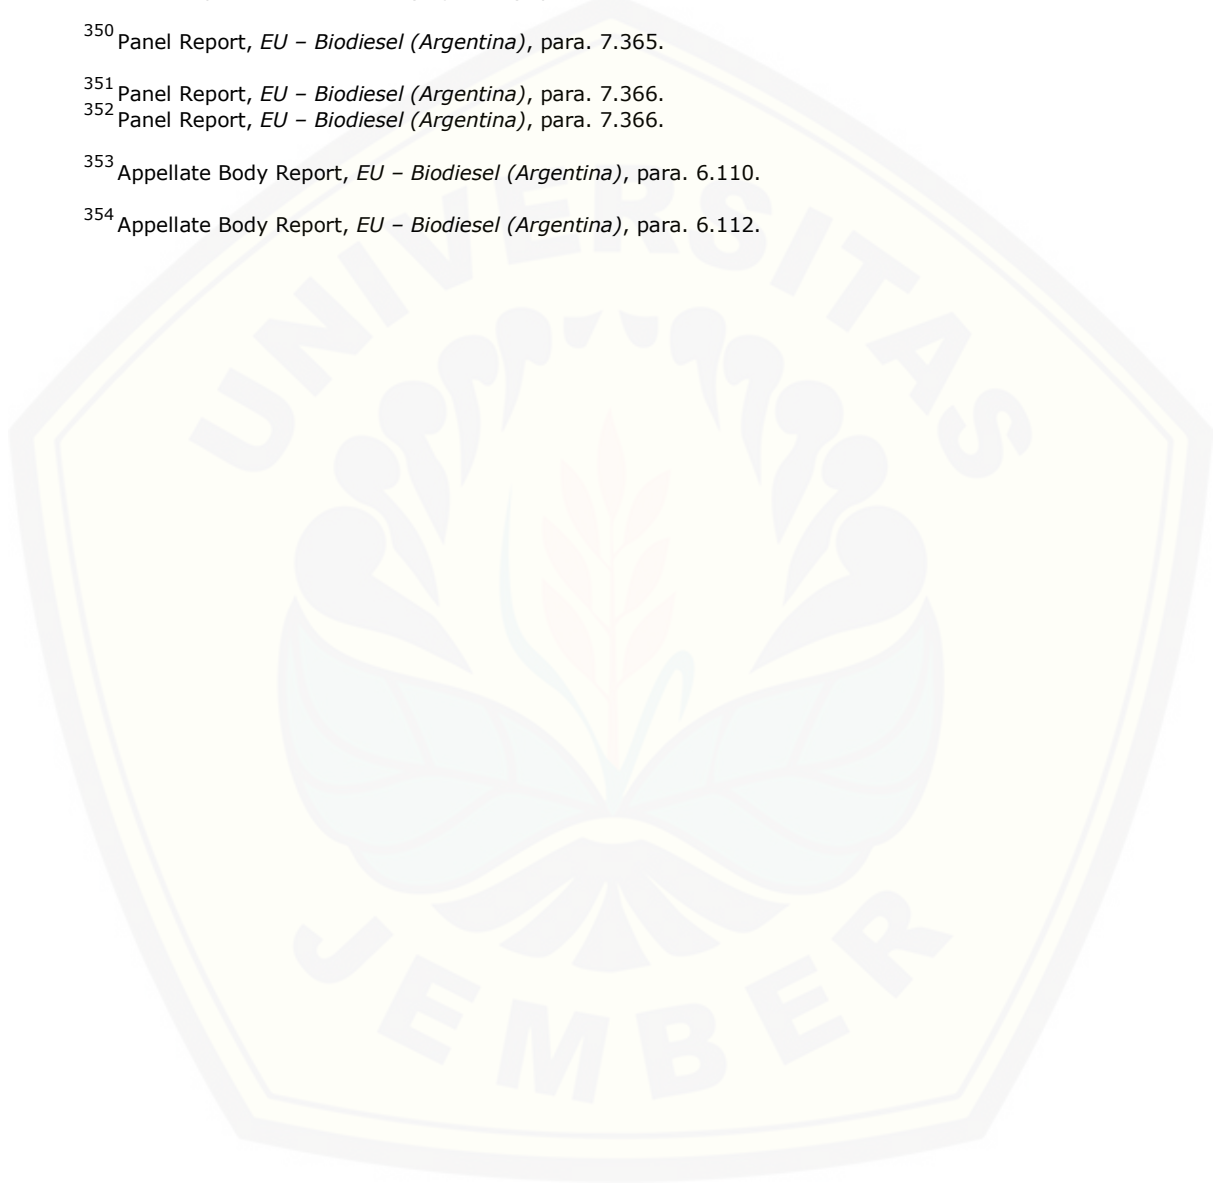 350 Panel Report, EU – Biodiesel (Argentina), para. 7.365.
351 Panel Report, EU – Biodiesel (Argentina), para. 7.366.
352 Panel Report, EU – Biodiesel (Argentina), para. 7.366.
353 Appellate Body Report, EU – Biodiesel (Argentina), para. 6.110.
354 Appellate Body Report, EU – Biodiesel (Argentina), para. 6.112.
UNIVERSITAS
JEMBER